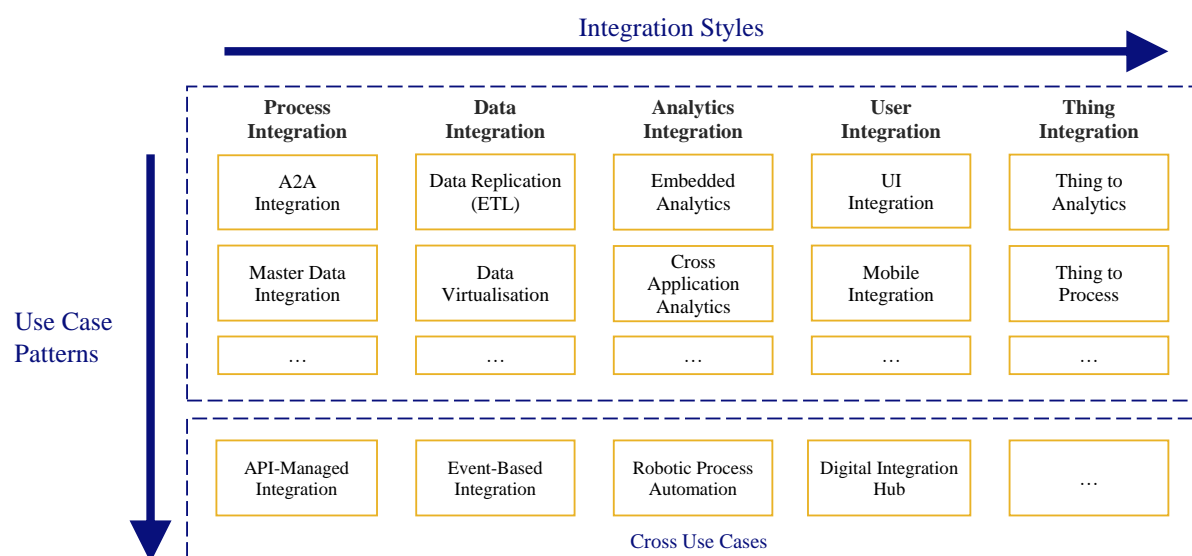 Integration Styles
Process
Integration
Data
Integration
Analytics
Integration
User
Integration
Thing
Integration
A2A
Integration
Data Replication
(ETL)
Embedded
Analytics
UI
Integration
Thing to
Analytics
Master Data
Integration
Data
Virtualisation
Cross
Application
Analytics
Mobile
Integration
Thing to
Process
Use Case
Patterns
…
…
…
…
…
API-Managed
Integration
Event-Based
Integration
Robotic Process
Automation
Digital Integration
Hub
…
Cross Use Cases